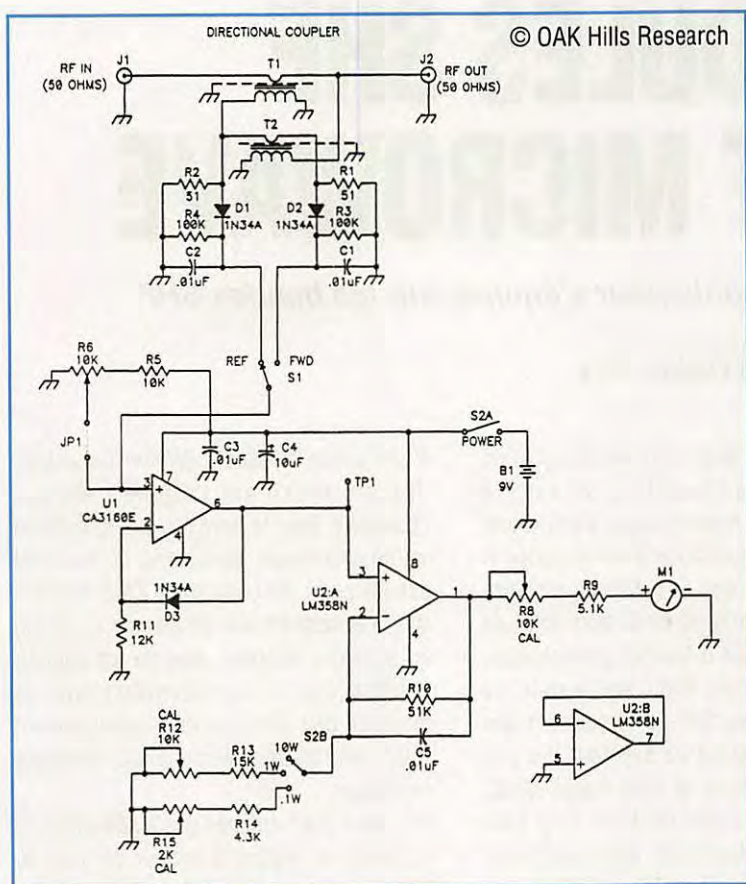 © OAK Hills Research
DIRECTIONAL COUPLER
J1
T1
J2
RF IN
(50 OHMS)
RF OUT
(50 OHMS)
T2
R2
51
R1
51
D1
1N34A
D2
1N34A
R4
100K
R3
100K
C2
.01uF
C1
.01uF
REF
FWD
S1
R6
10K
R5
10K
JP1
C3
.01uF
C4
10uF
S2A
POWER
B1
9V
TP1
3
7
U1
CA3160E
6
2
4
1N34A
D3
R11
12K
3
8
U2:A
LM358N
1
2
4
R8
10K
CAL
R9
5.1K
+
M1
-
R10
51K
C5
.01uF
S2B
CAL
R12
10K
R13
15K
10W
1W
.1W
R14
4.3K
R15
2K
CAL
U2:B
LM358N
6
7
5